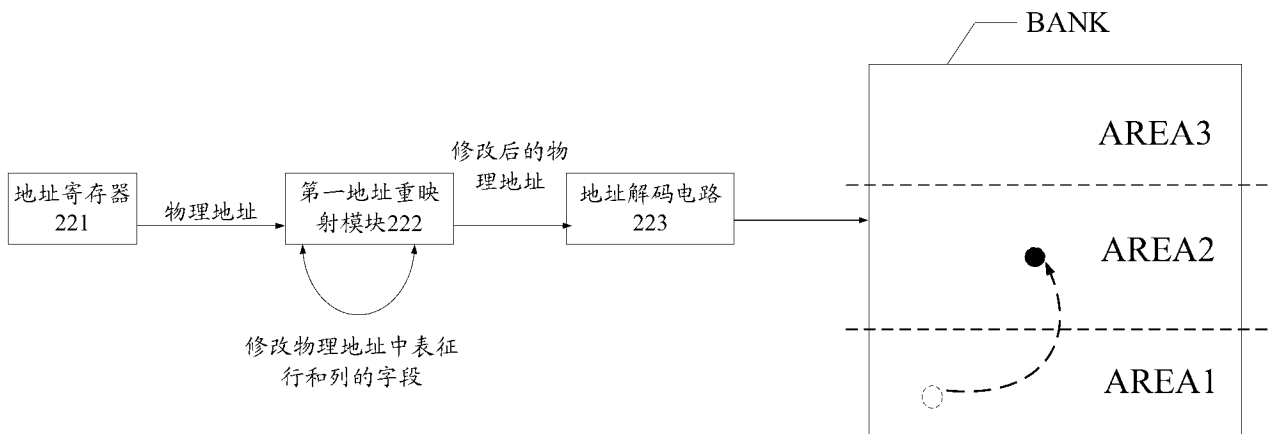 BANK
地址寄存器
221
物理地址
第一地址重映
射模块222
修改物理地址中表征
行和列的字段
修改后的物
理地址
地址解码电路
223
AREA3
AREA2
AREA1